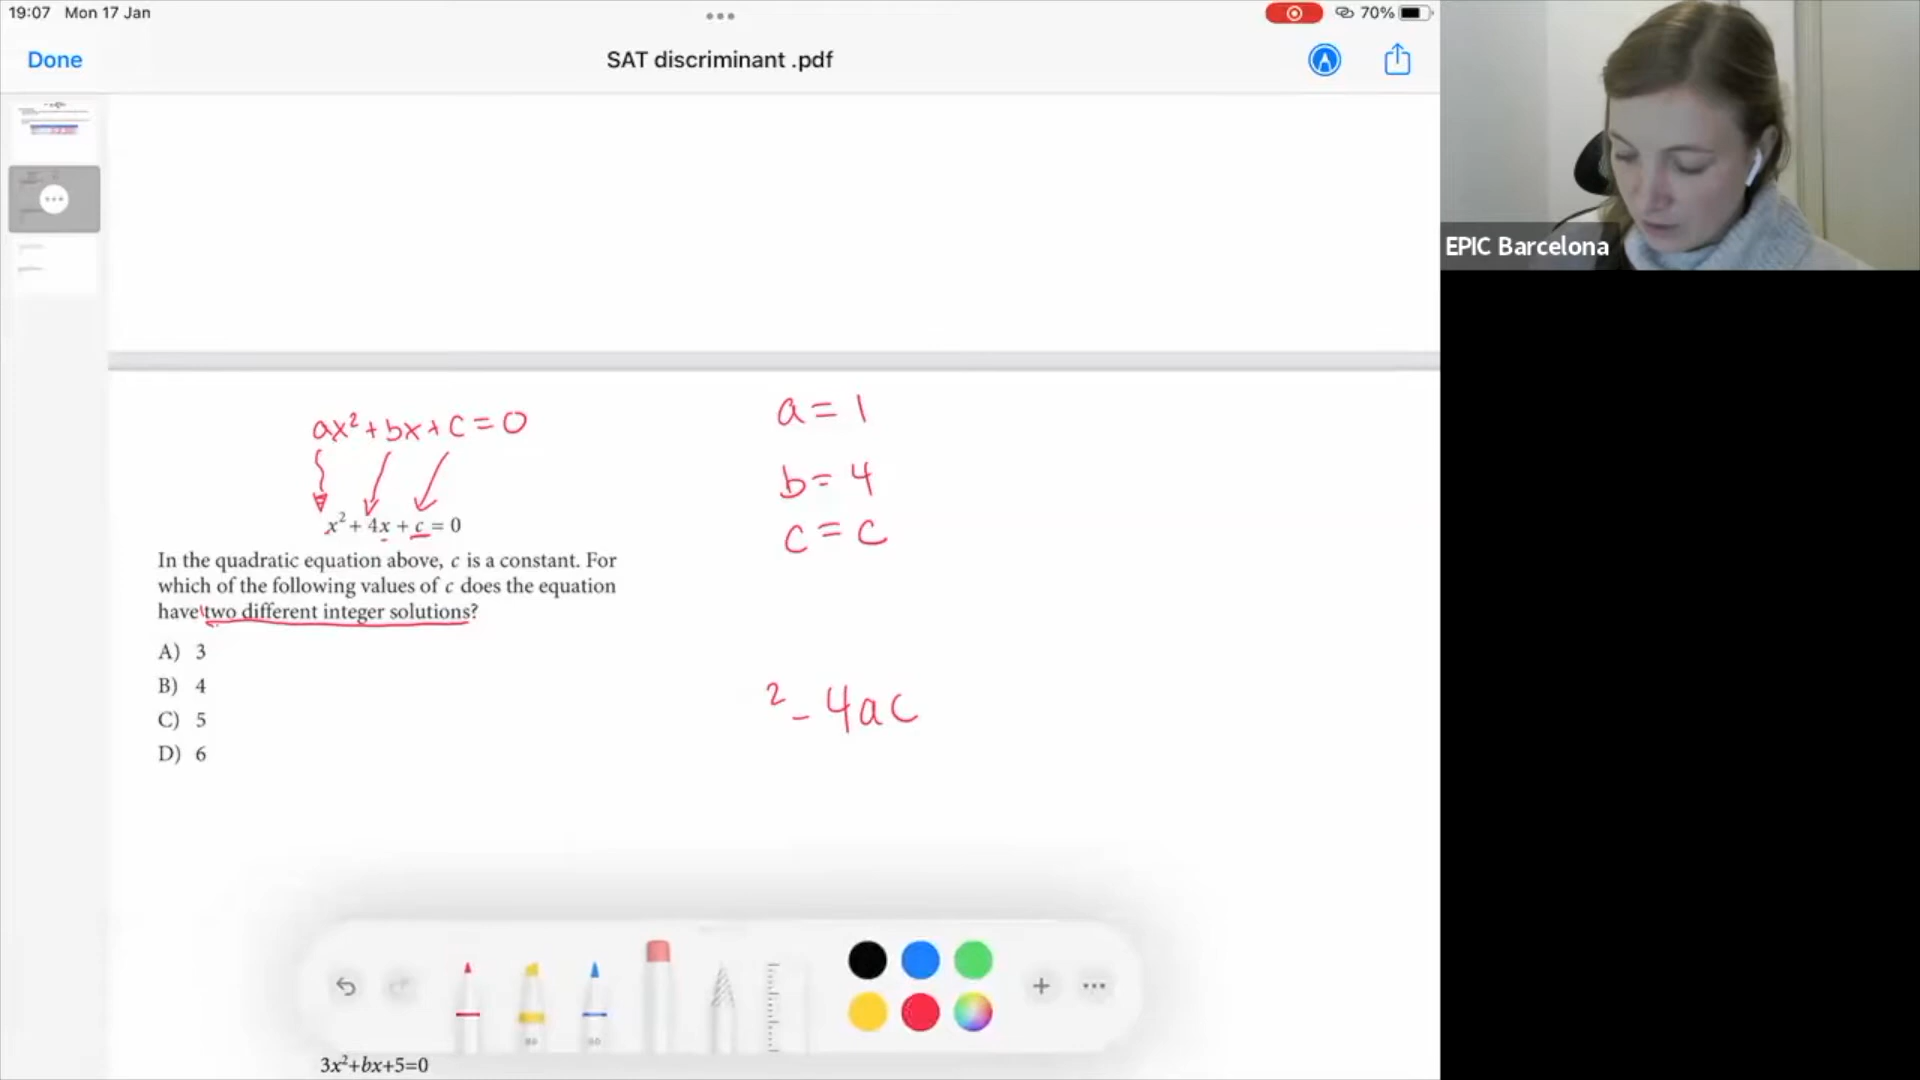 19:07 Mon 17 Jan
70%
Done
SAT discriminant .pdf
EPIC Barcelona
ax²+bx+c=0
a=1
b=4
c=c
x²+4x+c=0
In the quadratic equation above, c is a constant. For
which of the following values of c does the equation
have two different integer solutions?
A) 3
B) 4
C) 5
D) 6
²-4ac
3x²+bx+5=0